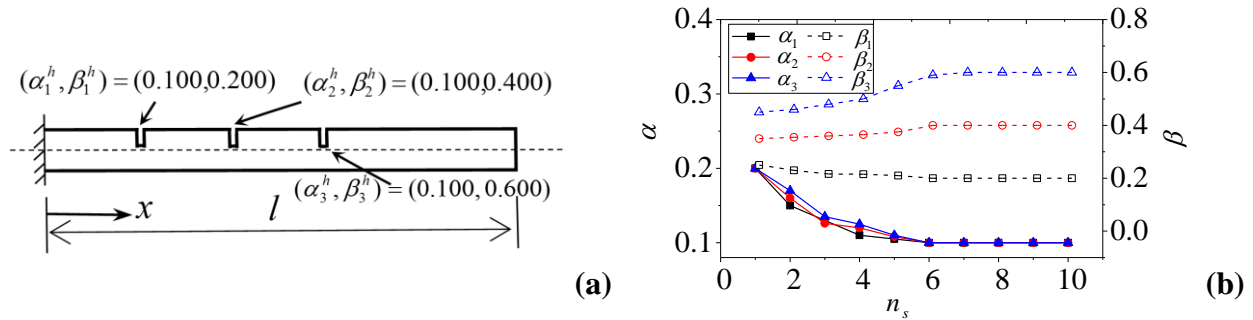 (α₁ʰ, β₁ʰ) = (0.100,0.200)
(α₂ʰ, β₂ʰ) = (0.100,0.400)
(α₃ʰ, β₃ʰ) = (0.100, 0.600)
x
l
(a)
0.4
0.3
0.2
0.1
α
α₁ β₁
α₂ β₂
α₃ β₃
0.8
0.6
0.4
0.2
0.0
β
0 2 4 6 8 10
nₛ
(b)